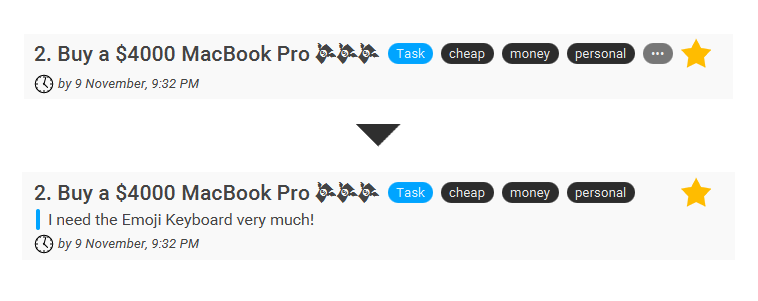 2. Buy a $4000 MacBook Pro Task cheap money personal ...
by 9 November, 9:32 PM
2. Buy a $4000 MacBook Pro Task cheap money personal
I need the Emoji Keyboard very much!
by 9 November, 9:32 PM